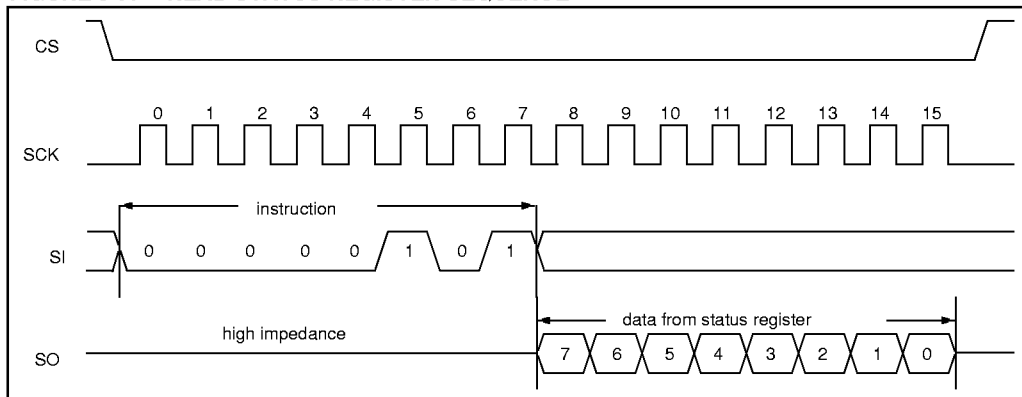 CS
0 1 2 3 4 5 6 7 8 9 10 11 12 13 14 15
SCK
instruction
SI 0 0 0 0 0 1 0 1
high impedance
data from status register
SO 7 6 5 4 3 2 1 0